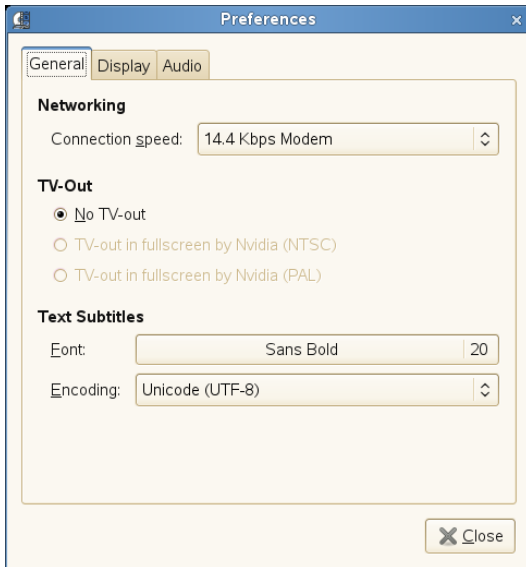 Preferences
General Display Audio
Networking
Connection speed: 14.4 Kbps Modem
TV-Out
No TV-out
TV-out in fullscreen by Nvidia (NTSC)
TV-out in fullscreen by Nvidia (PAL)
Text Subtitles
Font: Sans Bold 20
Encoding: Unicode (UTF-8)
Close